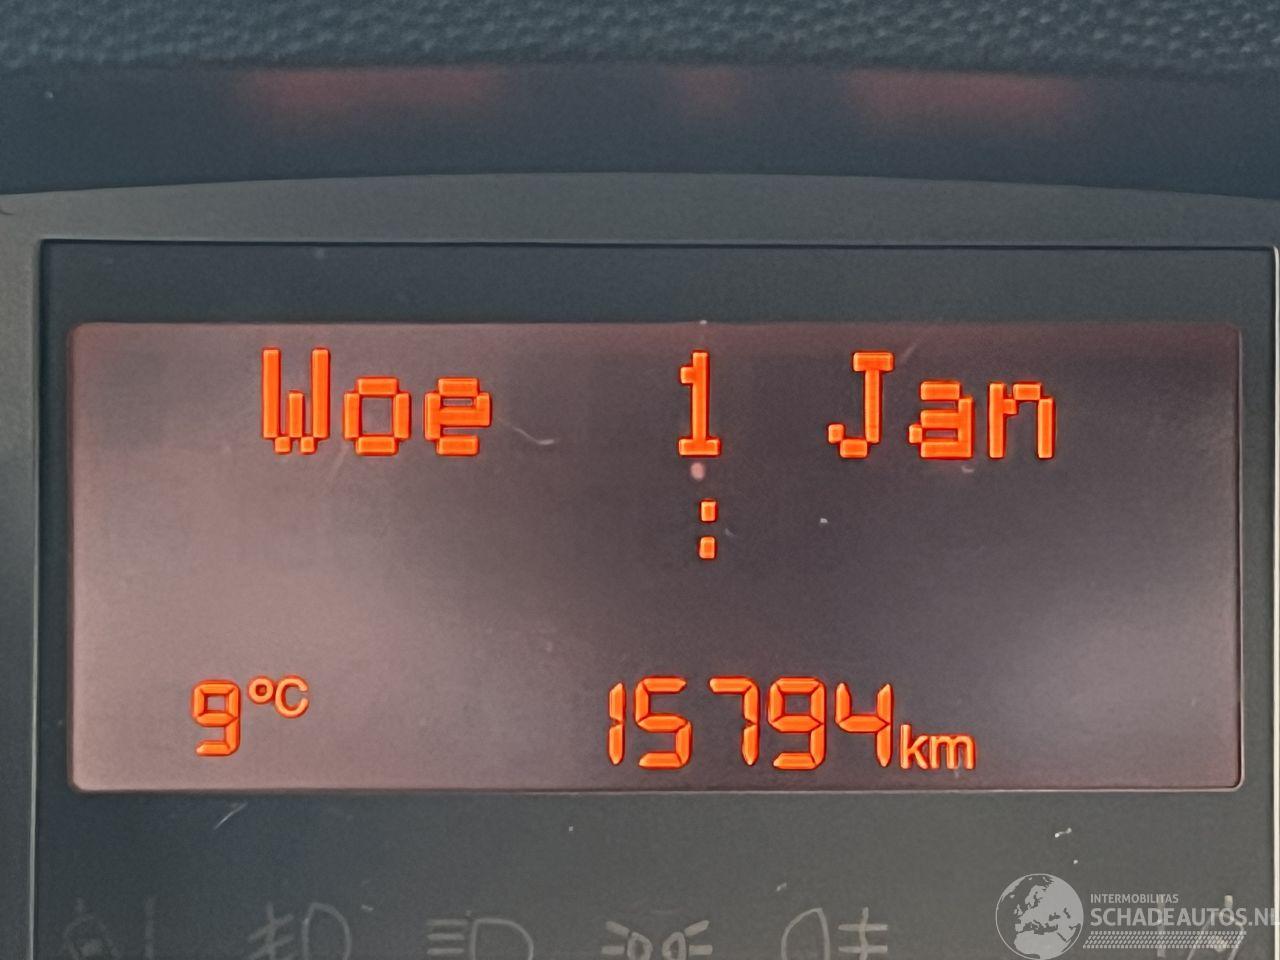 Woe 1 Jan
:
9°C 15794km
INTERMOBILITAS
SCHADEAUTOS.NL